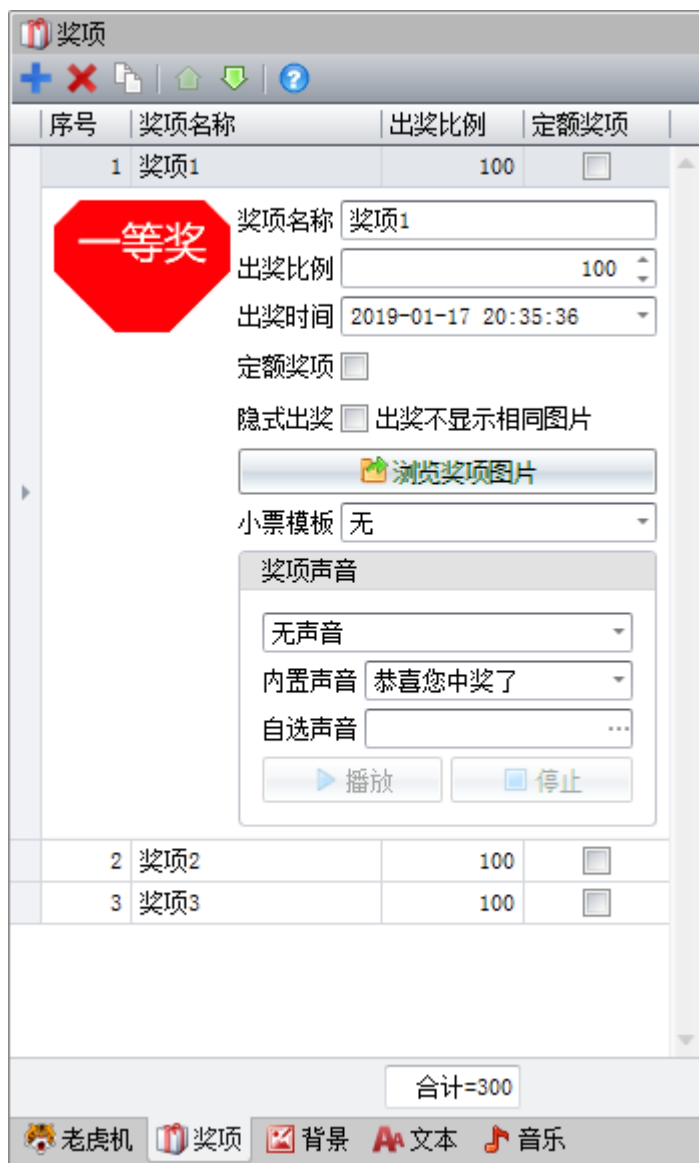 奖项
序号 奖项名称 出奖比例 定额奖项
1 奖项1 100
一等奖
奖项名称 奖项1
出奖比例 100
出奖时间 2019-01-17 20:35:36
定额奖项
隐式出奖 出奖不显示相同图片
浏览奖项图片
小票模板 无
奖项声音
无声音
内置声音 恭喜您中奖了
自选声音 ...
播放 停止
2 奖项2 100
3 奖项3 100
合计=300
老虎机 奖项 背景 文本 音乐